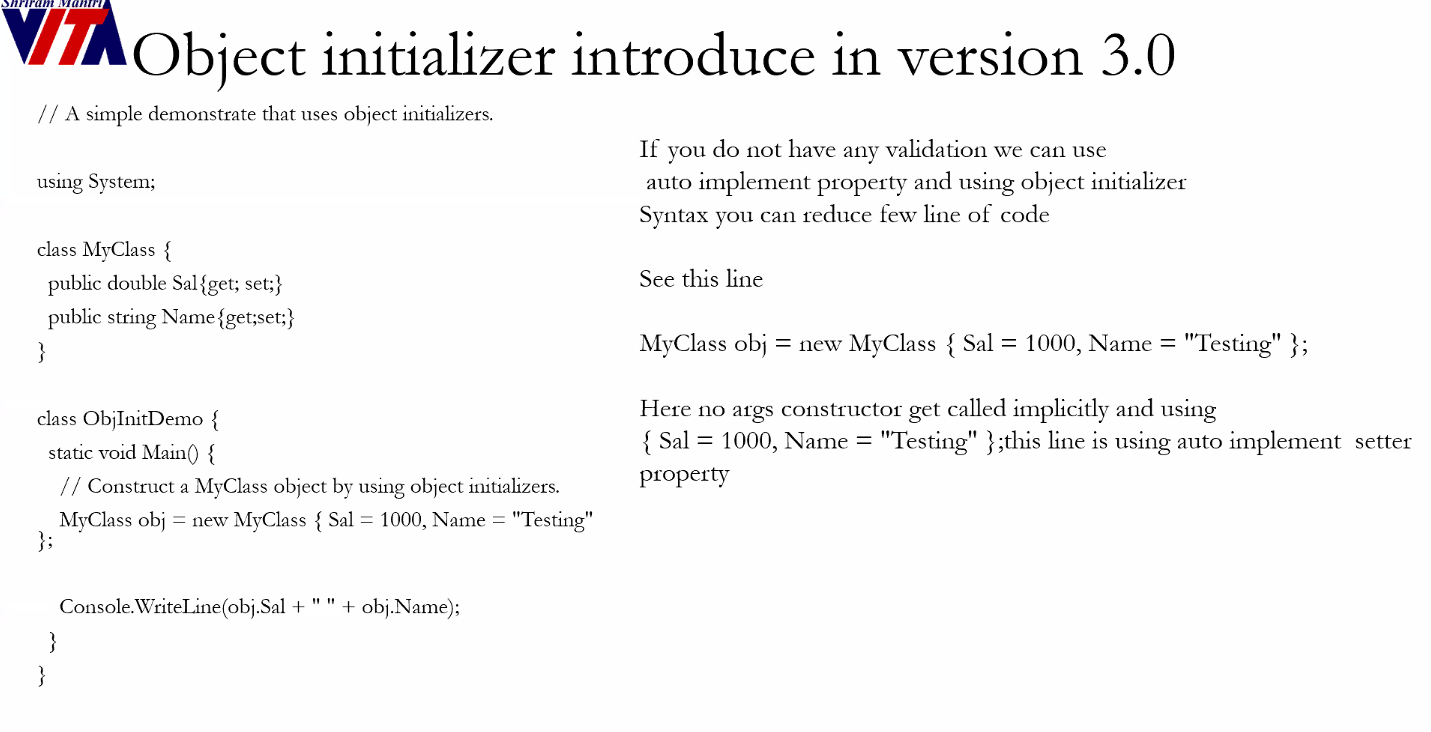 Shriram Mantri
VITA
Object initializer introduce in version 3.0
// A simple demonstrate that uses object initializers.
using System;
class MyClass {
public double Sal{get; set;}
public string Name{get;set;}
}
class ObjInitDemo {
static void Main() {
// Construct a MyClass object by using object initializers.
MyClass obj = new MyClass { Sal = 1000, Name = "Testing"
};
Console.WriteLine(obj.Sal + " " + obj.Name);
}
}
If you do not have any validation we can use
auto implement property and using object initializer
Syntax you can reduce few line of code
See this line
MyClass obj = new MyClass { Sal = 1000, Name = "Testing" };
Here no args constructor get called implicitly and using
{ Sal = 1000, Name = "Testing" };this line is using auto implement setter
property